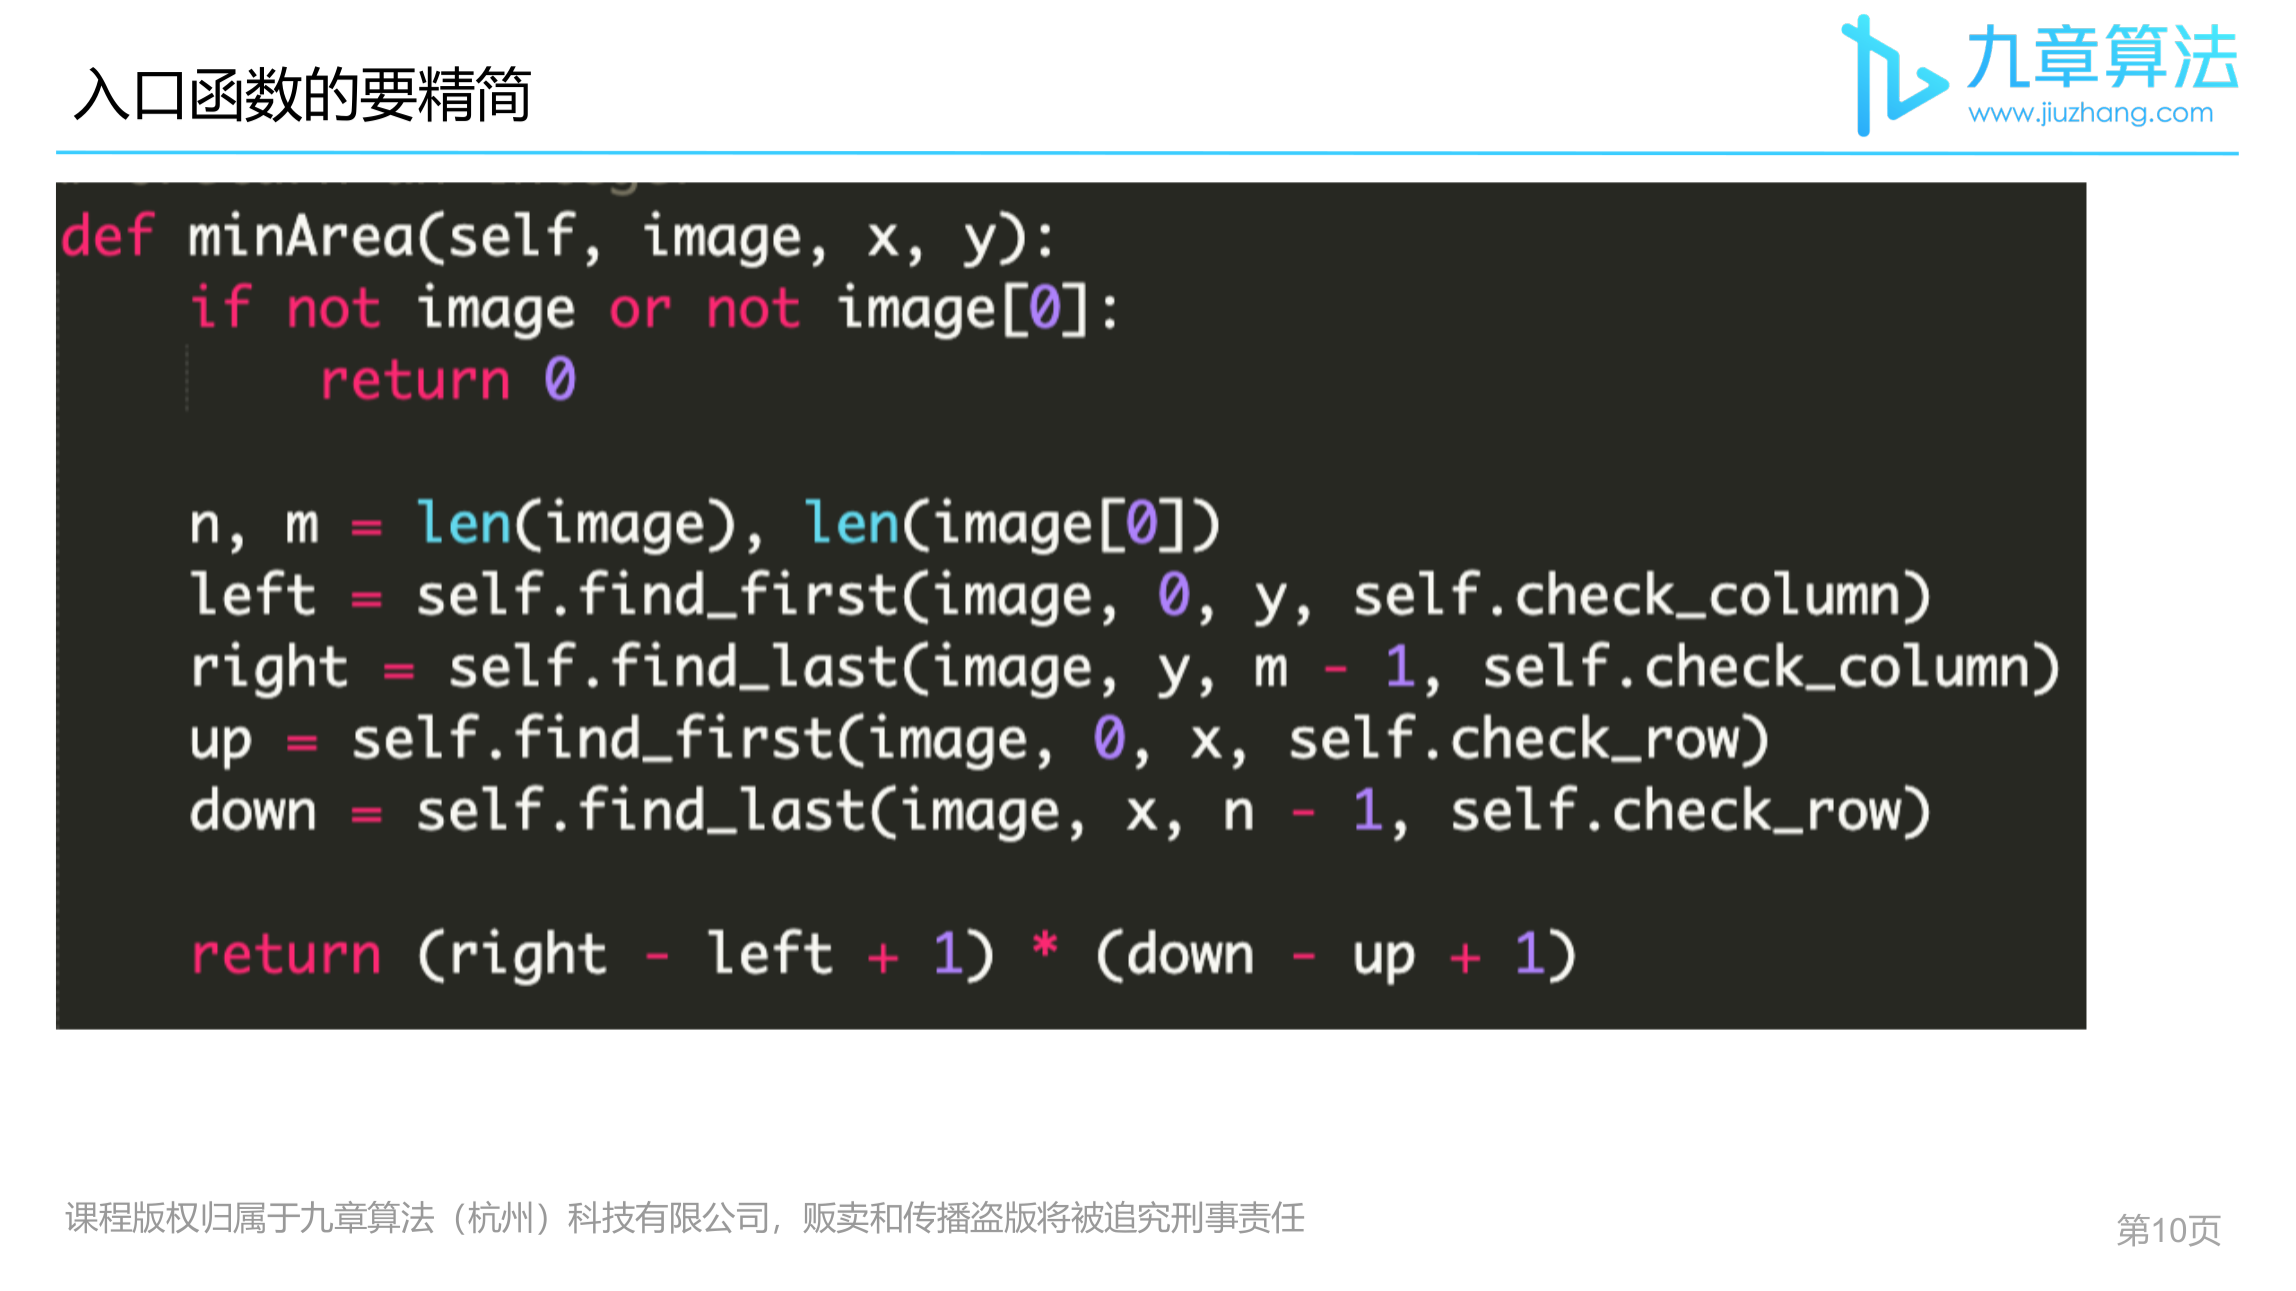 入口函数的要精简
九章算法
www.jiuzhang.com
def minArea(self, image, x, y):
    if not image or not image[0]:
        return 0

    n, m = len(image), len(image[0])
    left = self.find_first(image, 0, y, self.check_column)
    right = self.find_last(image, y, m - 1, self.check_column)
    up = self.find_first(image, 0, x, self.check_row)
    down = self.find_last(image, x, n - 1, self.check_row)

    return (right - left + 1) * (down - up + 1)
课程版权归属于九章算法（杭州）科技有限公司，贩卖和传播盗版将被追究刑事责任
第10页